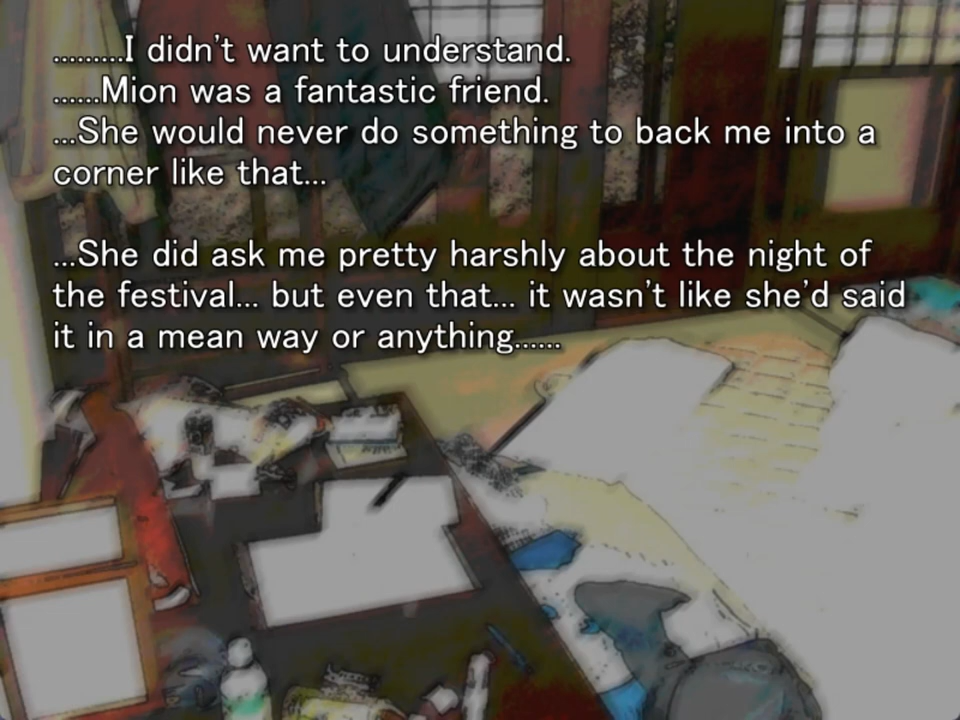 .........I didn't want to understand.
......Mion was a fantastic friend.
...She would never do something to back me into a
corner like that...
...She did ask me pretty harshly about the night of
the festival... but even that... it wasn't like she'd said
it in a mean way or anything......